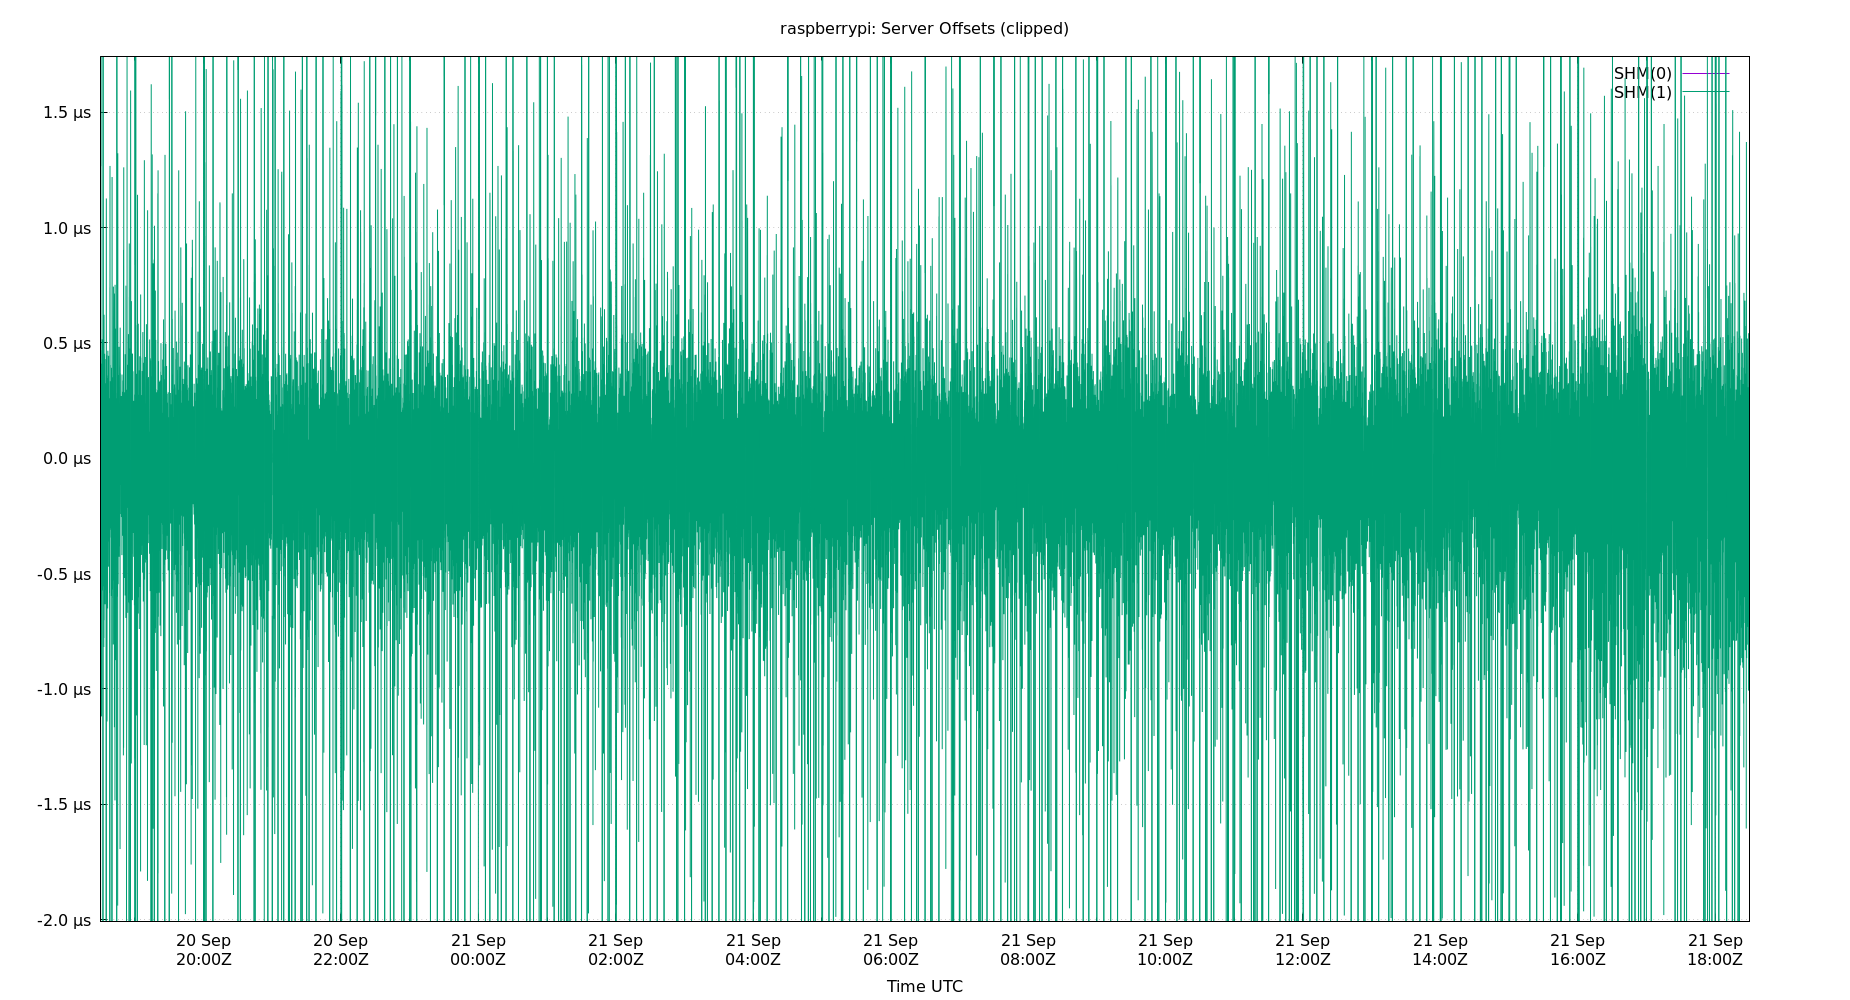 raspberrypi: Server Offsets (clipped)
SHM(0)
SHM(1)
1.5 µs
1.0 µs
0.5 µs
0.0 µs
-0.5 µs
-1.0 µs
-1.5 µs
-2.0 µs
20 Sep 20 Sep 21 Sep 21 Sep 21 Sep 21 Sep 21 Sep 21 Sep 21 Sep 21 Sep 21 Sep 21 Sep
20:00Z 22:00Z 00:00Z 02:00Z 04:00Z 06:00Z 08:00Z 10:00Z 12:00Z 14:00Z 16:00Z 18:00Z
Time UTC